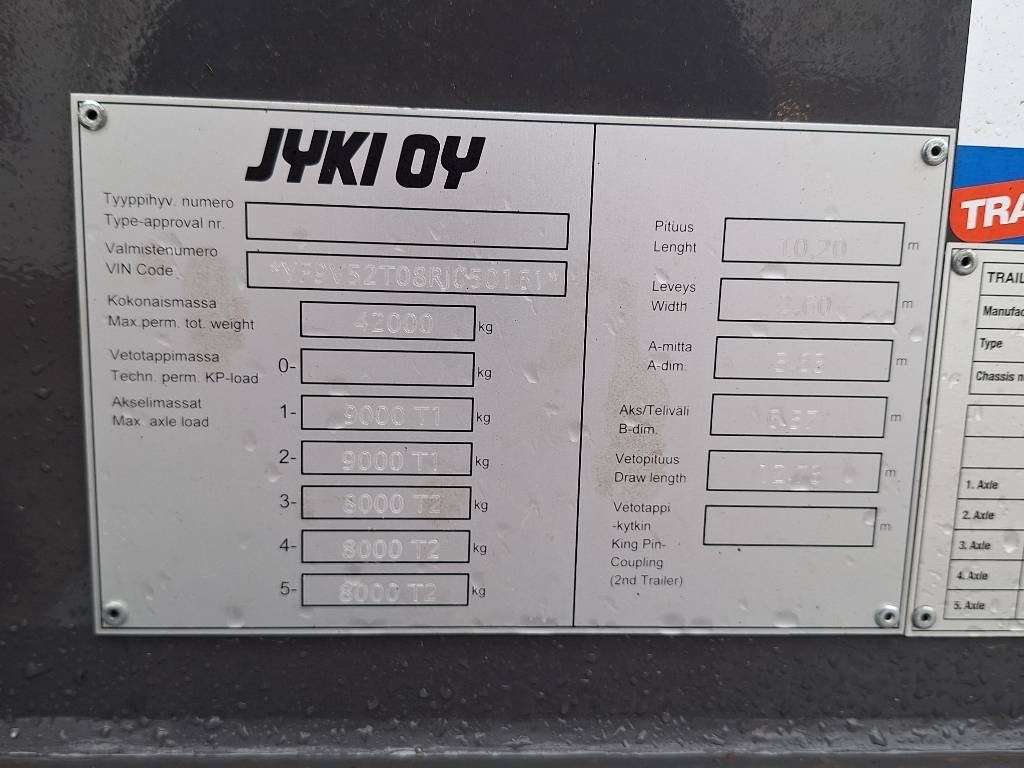 JYKI OY
Tyyppihyv. numero
Type-approval nr.
Valmistenumero
VIN Code
Kokonaismassa
Max.perm. tot. weight 42000 kg
Vetotappimassa
Techn. perm. KP-load 0- kg
Akselimassat
Max. axle load
1- 9000 T1 kg
2- 9000 T1 kg
3- 8000 T2 kg
4- 8000 T2 kg
5- 8000 T2 kg
Pituus
Lenght 10,20 m
Leveys
Width 2,60 m
A-mitta
A-dim. m
Aks/Teliväli
B-dim. m
Vetopituus
Draw length m
Vetotappi
-kytkin m
King Pin-
Coupling
(2nd Trailer)
TRA
TRAIL
Manufac
Type
Chassis n
1. Axle
2. Axle
3. Axle
4. Axle
5. Axle